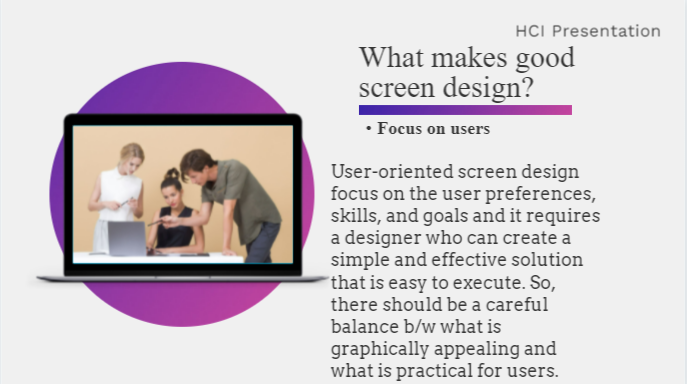 HCI Presentation
What makes good
screen design?
• Focus on users
User-oriented screen design
focus on the user preferences,
skills, and goals and it requires
a designer who can create a
simple and effective solution
that is easy to execute. So,
there should be a careful
balance b/w what is
graphically appealing and
what is practical for users.